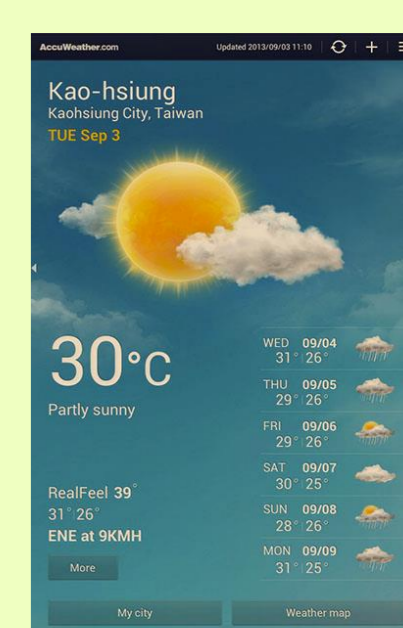 AccuWeather.com
Updated 2013/09/03 11:10
Kao-hsiung
Kaohsiung City, Taiwan
TUE Sep 3
30°C
Partly sunny
RealFeel 39°
31° 26°
ENE at 9KMH
More
WED 09/04
31° 26°
THU 09/05
29° 26°
FRI 09/06
29° 26°
SAT 09/07
30° 25°
SUN 09/08
28° 26°
MON 09/09
31° 25°
My city
Weather map